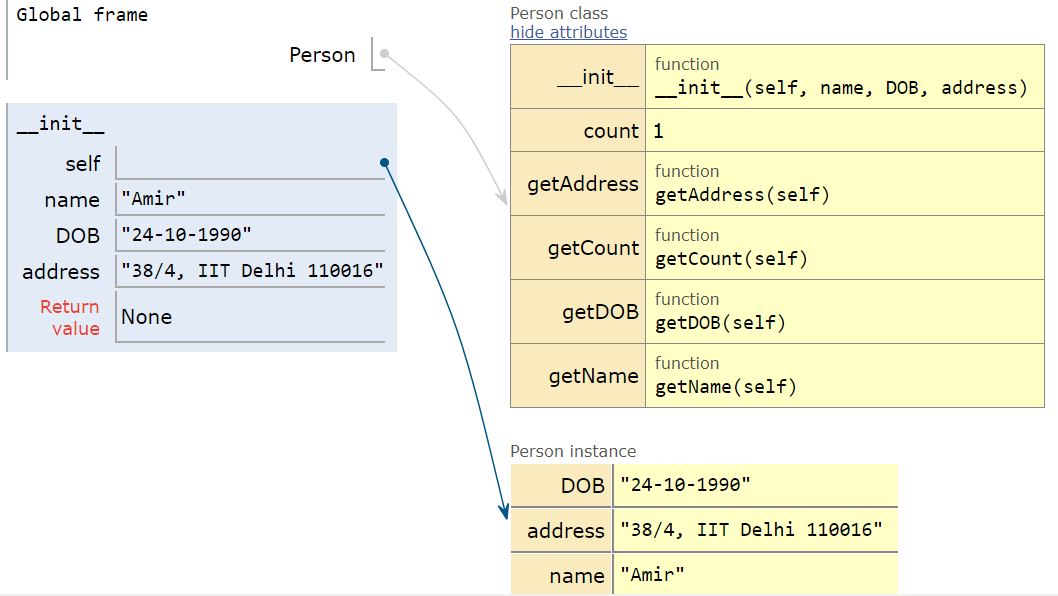 Global frame
Person
__init__
self
name "Amir"
DOB "24-10-1990"
address "38/4, IIT Delhi 110016"
Return
value None
Person class
hide attributes
function
__init__ __init__(self, name, DOB, address)
count 1
function
getAddress getAddress(self)
function
getCount getCount(self)
function
getDOB getDOB(self)
function
getName getName(self)
Person instance
DOB "24-10-1990"
address "38/4, IIT Delhi 110016"
name "Amir"